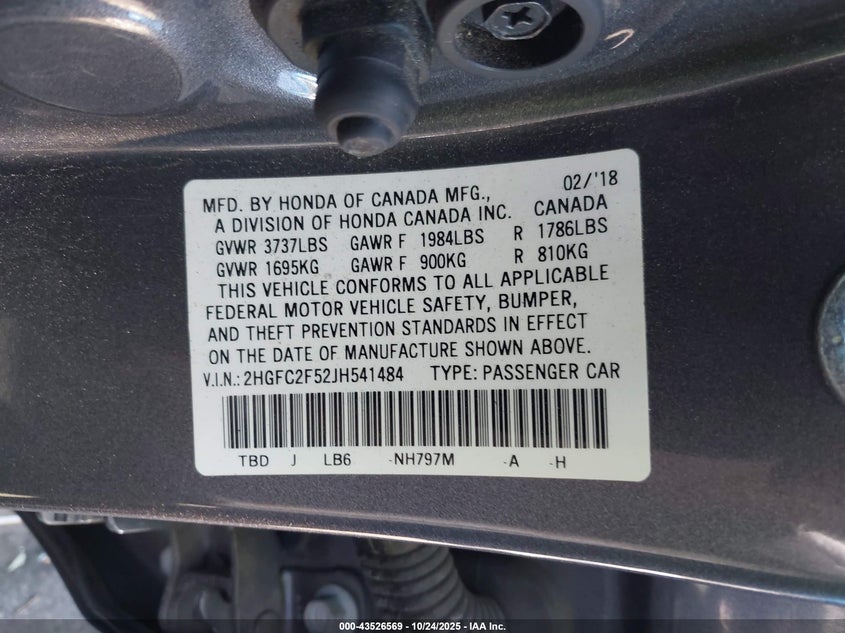 MFD. BY HONDA OF CANADA MFG., 02/'18
A DIVISION OF HONDA CANADA INC. CANADA
GVWR 3737LBS GAWR F 1984LBS R 1786LBS
GVWR 1695KG GAWR F 900KG R 810KG
THIS VEHICLE CONFORMS TO ALL APPLICABLE
FEDERAL MOTOR VEHICLE SAFETY, BUMPER,
AND THEFT PREVENTION STANDARDS IN EFFECT
ON THE DATE OF MANUFACTURE SHOWN ABOVE.
V.I.N.: 2HGFC2F52JH541484 TYPE: PASSENGER CAR
TBD J LB6 -NH797M -A -H
000-43526569 • 10/24/2025 • IAA Inc.